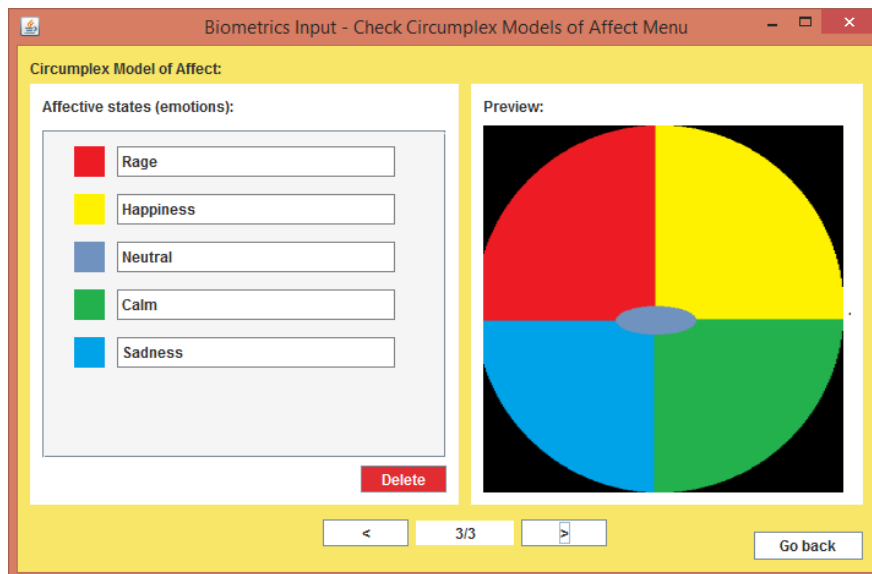 Biometrics Input - Check Circumplex Models of Affect Menu
Circumplex Model of Affect:
Affective states (emotions):
Preview:
Rage
Happiness
Neutral
Calm
Sadness
Delete
< 3/3 >
Go back